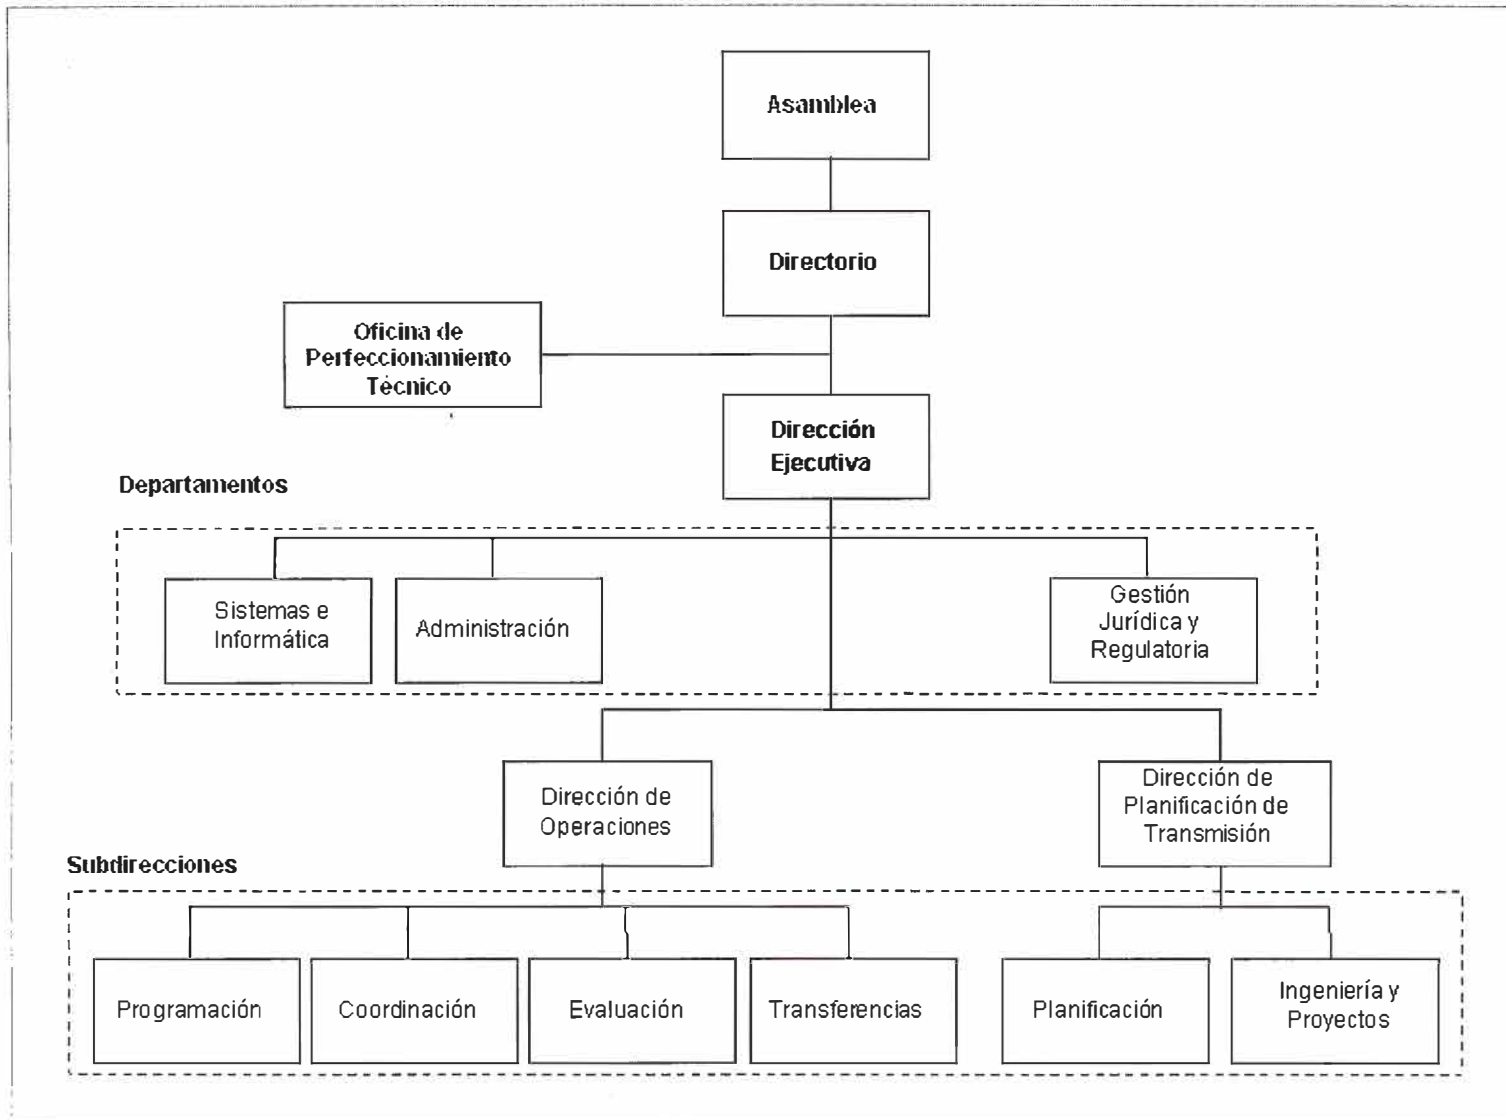 Asamblea
Directorio
Oficina de
Perfeccionamiento
Técnico
Dirección
Ejecutiva
Departamentos
Sistemas e
Informática
Administración
Gestión
Jurídica y
Regulatoria
Dirección de
Operaciones
Dirección de
Planificación de
Transmisión
Subdirecciones
Programación
Coordinación
Evaluación
Transferencias
Planificación
Ingeniería y
Proyectos